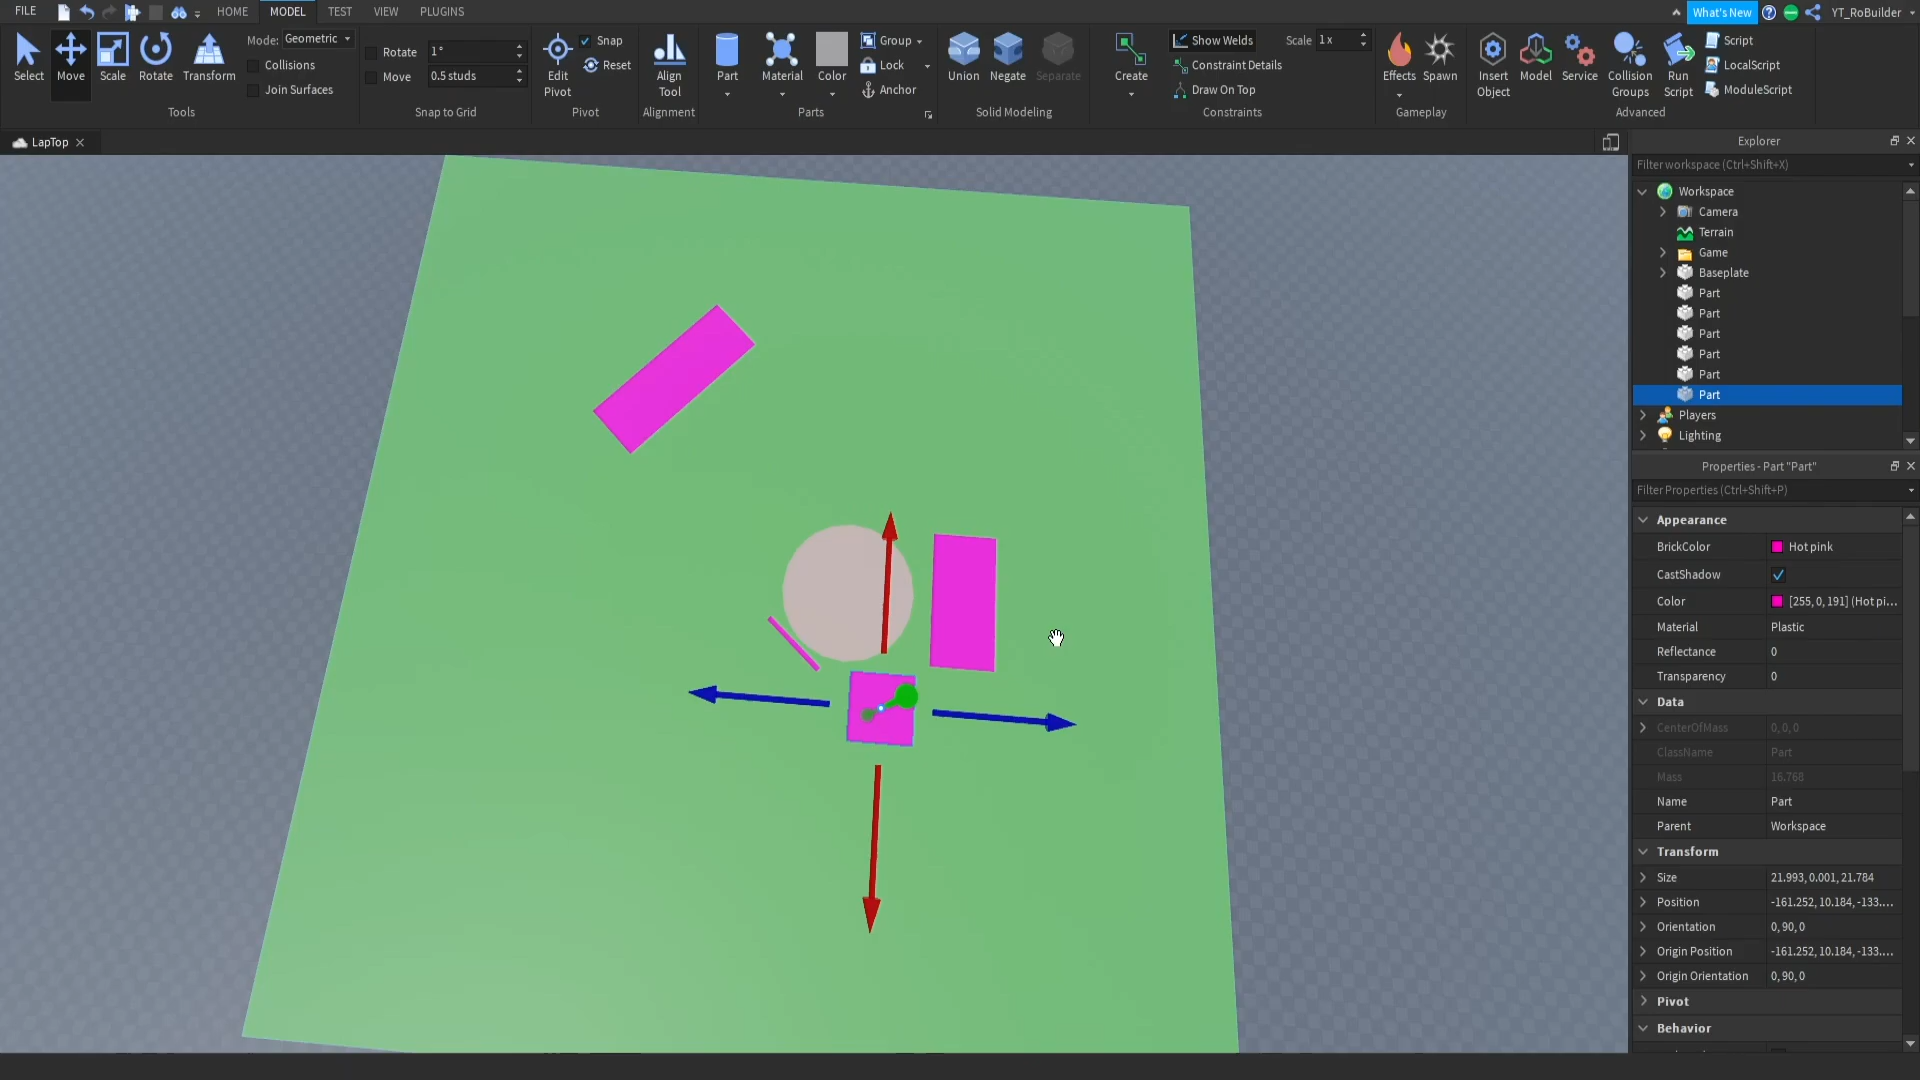 FILE HOME MODEL TEST VIEW PLUGINS What's New YT_RoBuilder
Select Move Scale Rotate Transform
Mode: Geometric
Collisions
Join Surfaces
Tools
Rotate 1°
Move 0.5 studs
Snap to Grid
Edit Pivot
Snap
Reset
Pivot
Align Tool
Alignment
Part Material Color
Group
Lock
Anchor
Parts
Union Negate Separate
Solid Modeling
Create
Show Welds
Constraint Details
Draw On Top
Scale 1x
Constraints
Effects Spawn
Gameplay
Insert Object
Model
Service
Collision Groups
Run Script
Script
LocalScript
ModuleScript
Advanced
LapTop
Explorer
Filter workspace (Ctrl+Shift+X)
Workspace
Camera
Terrain
Game
Baseplate
Part
Part
Part
Part
Part
Part
Players
Lighting
Properties - Part "Part"
Filter Properties (Ctrl+Shift+P)
Appearance
BrickColor Hot pink
CastShadow
Color [255, 0, 191] (Hot pi...
Material Plastic
Reflectance 0
Transparency 0
Data
CenterOfMass 0, 0, 0
ClassName Part
Mass 16.768
Name Part
Parent Workspace
Transform
Size 21.993, 0.001, 21.784
Position -161.252, 10.184, -133....
Orientation 0, 90, 0
Origin Position -161.252, 10.184, -133....
Origin Orientation 0, 90, 0
Pivot
Behavior